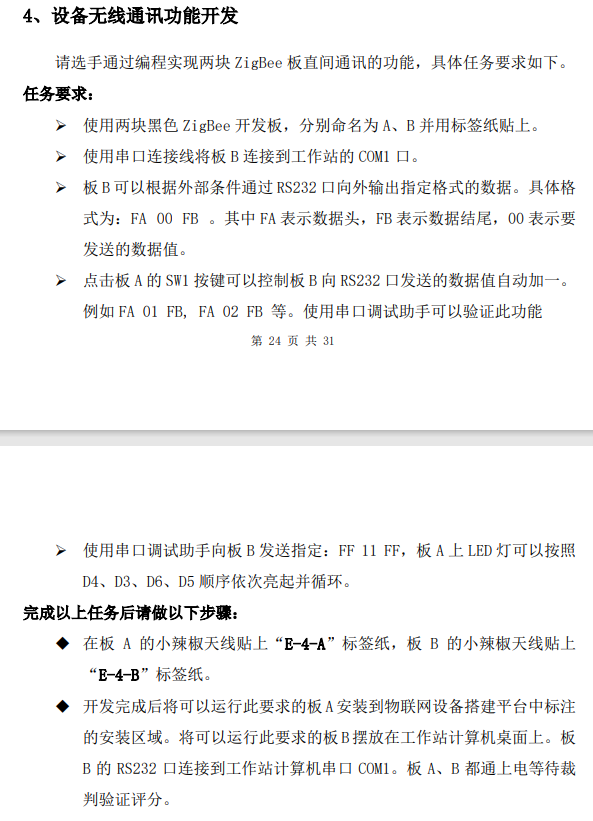 4、设备无线通讯功能开发
请选手通过编程实现两块 ZigBee 板直间通讯的功能，具体任务要求如下。
任务要求：
➢ 使用两块黑色 ZigBee 开发板，分别命名为 A、B 并用标签纸贴上。
➢ 使用串口连接线将板 B 连接到工作站的 COM1 口。
➢ 板 B 可以根据外部条件通过 RS232 口向外输出指定格式的数据。具体格
式为：FA 00 FB 。其中 FA 表示数据头，FB 表示数据结尾，00 表示要
发送的数据值。
➢ 点击板 A 的 SW1 按键可以控制板 B 向 RS232 口发送的数据值自动加一。
例如 FA 01 FB, FA 02 FB 等。使用串口调试助手可以验证此功能
第 24 页 共 31
➢ 使用串口调试助手向板 B 发送指定：FF 11 FF，板 A 上 LED 灯可以按照
D4、D3、D6、D5 顺序依次亮起并循环。
完成以上任务后请做以下步骤：
◆ 在板 A 的小辣椒天线贴上“E-4-A”标签纸，板 B 的小辣椒天线贴上
“E-4-B”标签纸。
◆ 开发完成后将可以运行此要求的板 A 安装到物联网设备搭建平台中标注
的安装区域。将可以运行此要求的板 B 摆放在工作站计算机桌面上。板
B 的 RS232 口连接到工作站计算机串口 COM1。板 A、B 都通上电等待裁
判验证评分。